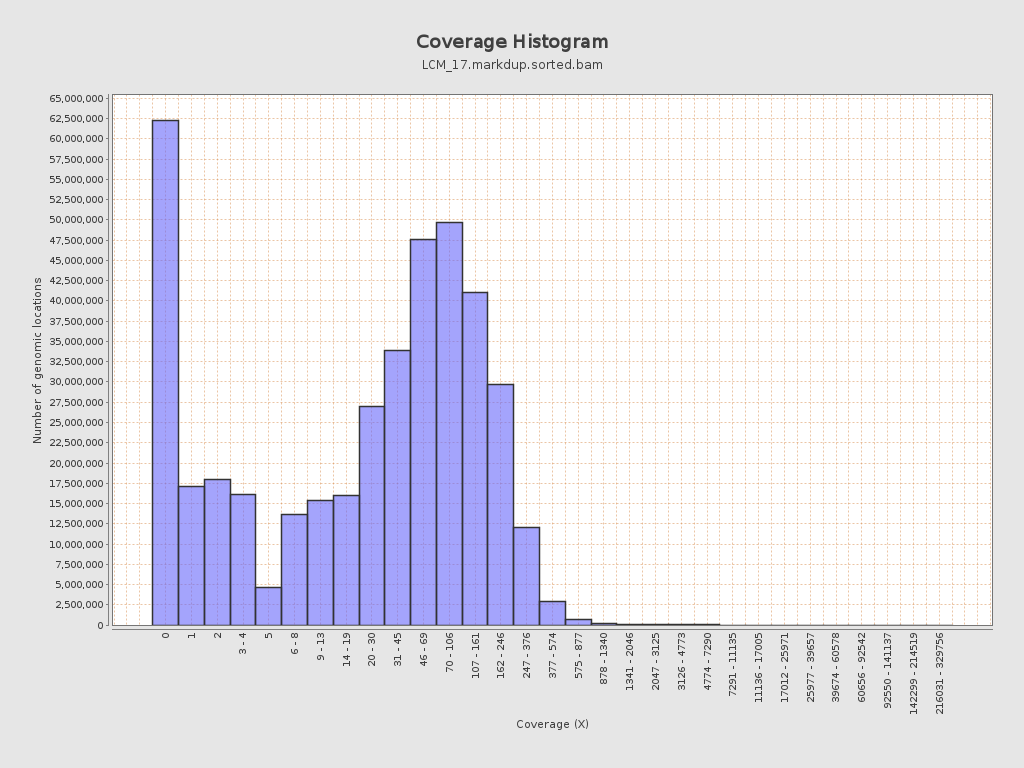 Coverage Histogram
LCM_17.markdup.sorted.bam
65,000,000
62,500,000
60,000,000
57,500,000
55,000,000
52,500,000
50,000,000
47,500,000
45,000,000
42,500,000
40,000,000
37,500,000
35,000,000
32,500,000
30,000,000
27,500,000
25,000,000
22,500,000
20,000,000
17,500,000
15,000,000
12,500,000
10,000,000
7,500,000
5,000,000
2,500,000
0
Number of genomic locations
0
1
2
3 - 4
5
6 - 8
9 - 13
14 - 19
20 - 30
31 - 45
46 - 69
70 - 106
107 - 161
162 - 246
247 - 376
377 - 574
575 - 877
878 - 1340
1341 - 2046
2047 - 3125
3126 - 4773
4774 - 7290
7291 - 11135
11136 - 17005
17012 - 25971
25977 - 39657
39674 - 60578
60656 - 92542
92550 - 141137
142299 - 214519
216031 - 329756
Coverage (X)